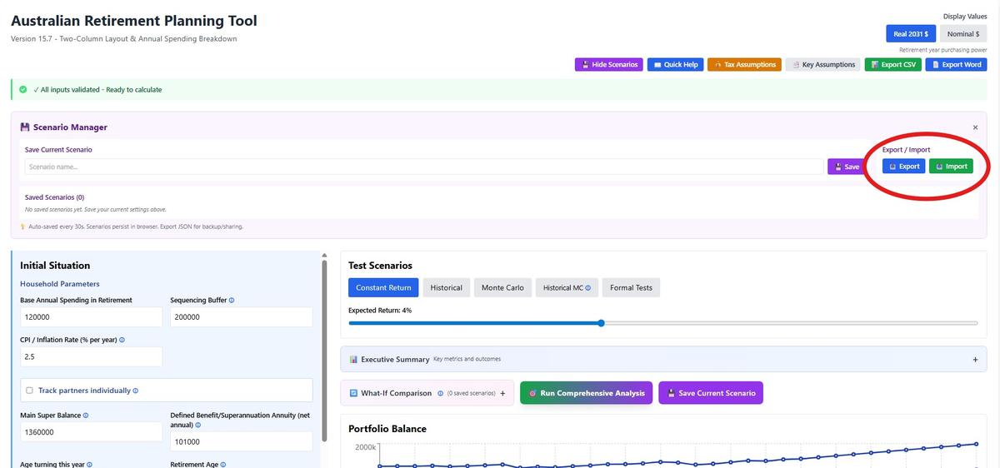 Australian Retirement Planning Tool
Version 15.7 - Two-Column Layout & Annual Spending Breakdown
Display Values
Real 2031 $ Nominal $
Retirement year purchasing power
Hide Scenarios Quick Help Tax Assumptions Key Assumptions Export CSV Export Word
✓ All inputs validated - Ready to calculate
Scenario Manager ×
Save Current Scenario
Scenario name...
Save
Export / Import
Export Import
Saved Scenarios (0)
No saved scenarios yet. Save your current settings above.
Auto-saved every 30s. Scenarios persist in browser. Export JSON for backup/sharing.
Initial Situation
Household Parameters
Base Annual Spending in Retirement
120000
Sequencing Buffer
200000
CPI / Inflation Rate (% per year)
2.5
Track partners individually
Main Super Balance
1360000
Defined Benefit/Superannuation Annuity (net
annual)
101000
Age turning this year
Retirement Age
Test Scenarios
Constant Return Historical Monte Carlo Historical MC Formal Tests
Expected Return: 4%
Executive Summary Key metrics and outcomes +
What-If Comparison (0 saved scenarios) +
Run Comprehensive Analysis
Save Current Scenario
Portfolio Balance
2000k